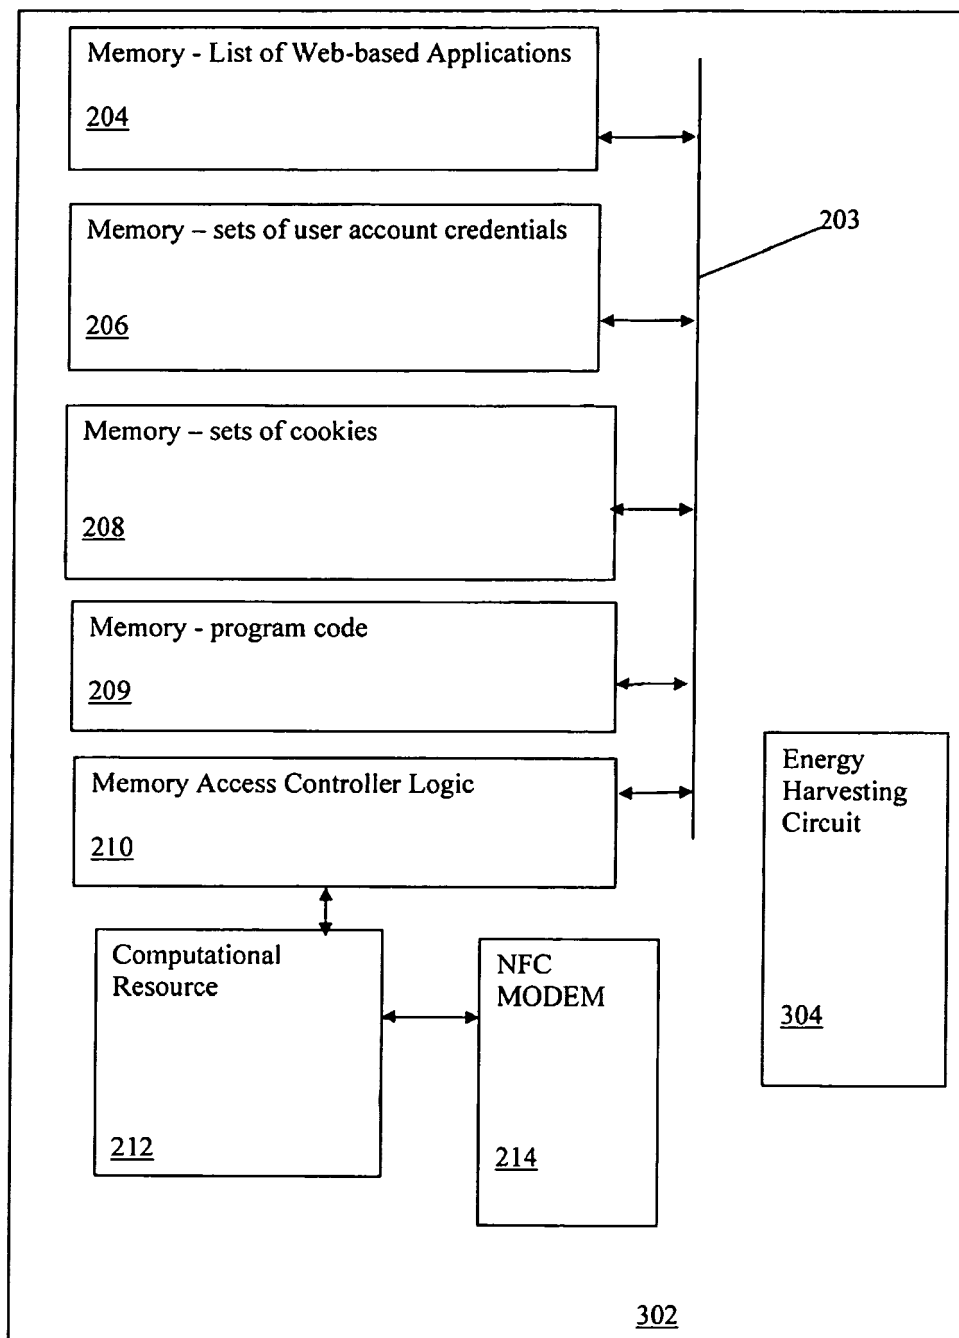 Memory - List of Web-based Applications
204
Memory – sets of user account credentials
203
206
Memory – sets of cookies
208
Memory - program code
209
Memory Access Controller Logic
210
Energy
Harvesting
Circuit
304
Computational
Resource
212
NFC
MODEM
214
302